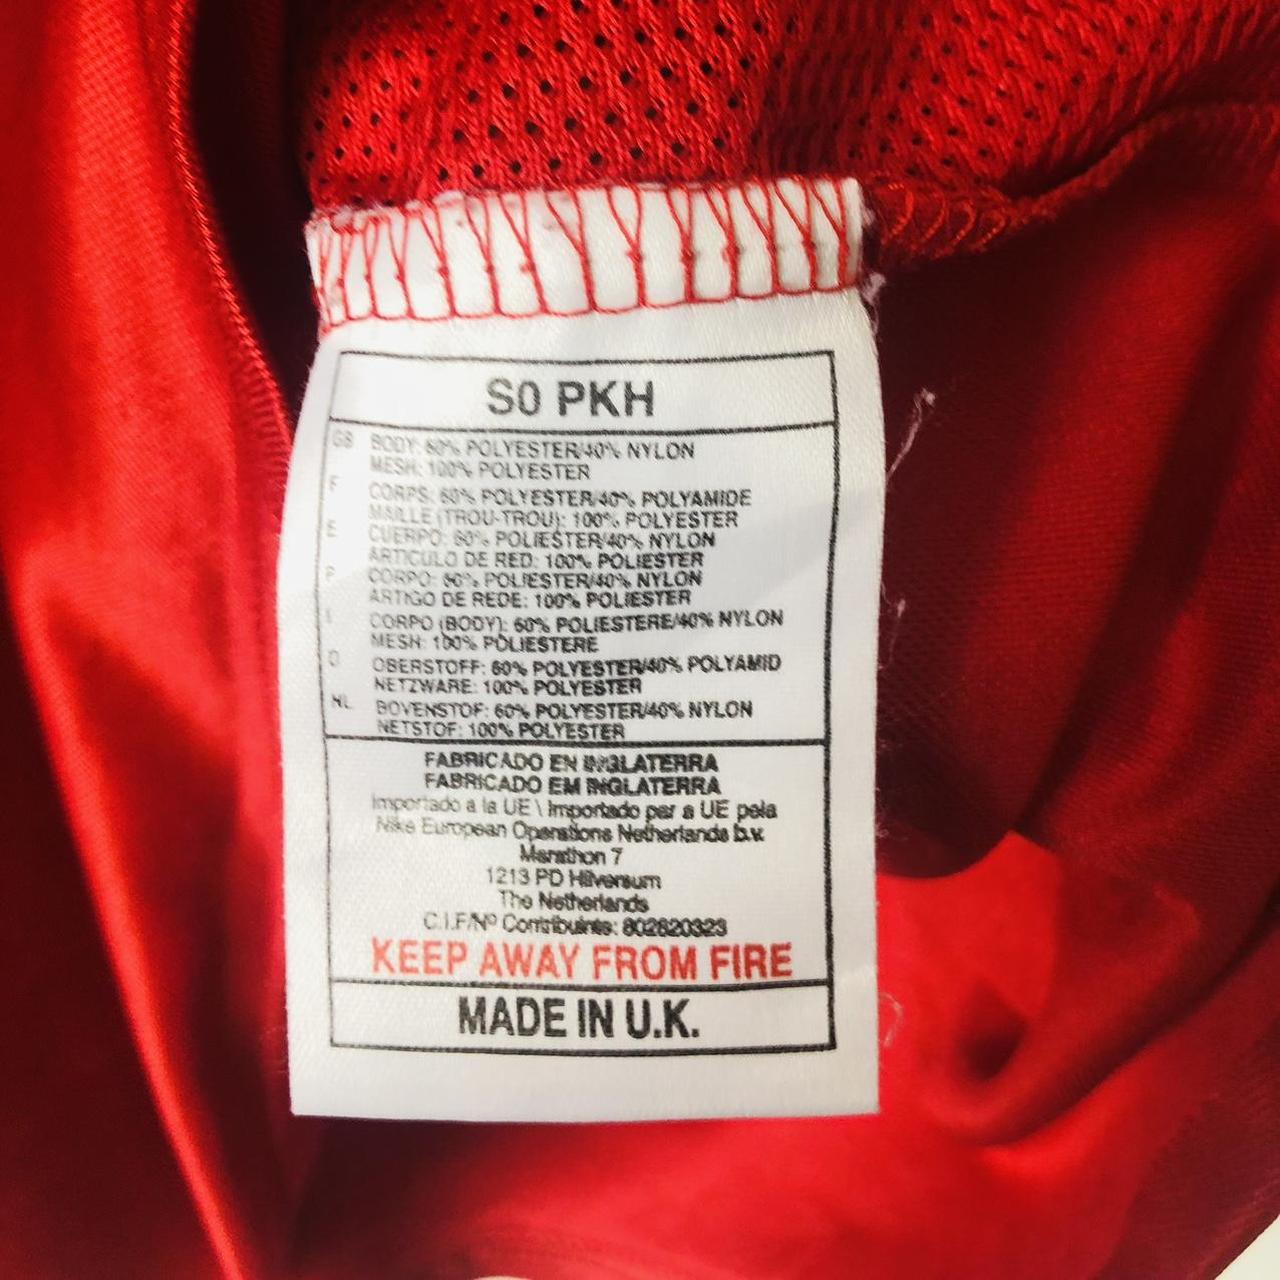 S0 PKH
GB BODY: 60% POLYESTER/40% NYLON
MESH: 100% POLYESTER
F CORPS: 60% POLYESTER/40% POLYAMIDE
MAILLE (TROU-TROU): 100% POLYESTER
E CUERPO: 60% POLIESTER/40% NYLON
ARTICULO DE RED: 100% POLIESTER
P CORPO: 60% POLIESTER/40% NYLON
ARTIGO DE REDE: 100% POLIESTER
I CORPO (BODY): 60% POLIESTERE/40% NYLON
MESH: 100% POLIESTERE
D OBERSTOFF: 60% POLYESTER/40% POLYAMID
NETZWARE: 100% POLYESTER
NL BOVENSTOF: 60% POLYESTER/40% NYLON
NETSTOF: 100% POLYESTER
FABRICADO EN INGLATERRA
FABRICADO EM INGLATERRA
Importado a la UE \ Importado par a UE pela
Nike European Operations Netherlands b.v.
Marathon 7
1213 PD Hilversum
The Netherlands
C.I.F/Nº Contribuinte: 802820323
KEEP AWAY FROM FIRE
MADE IN U.K.